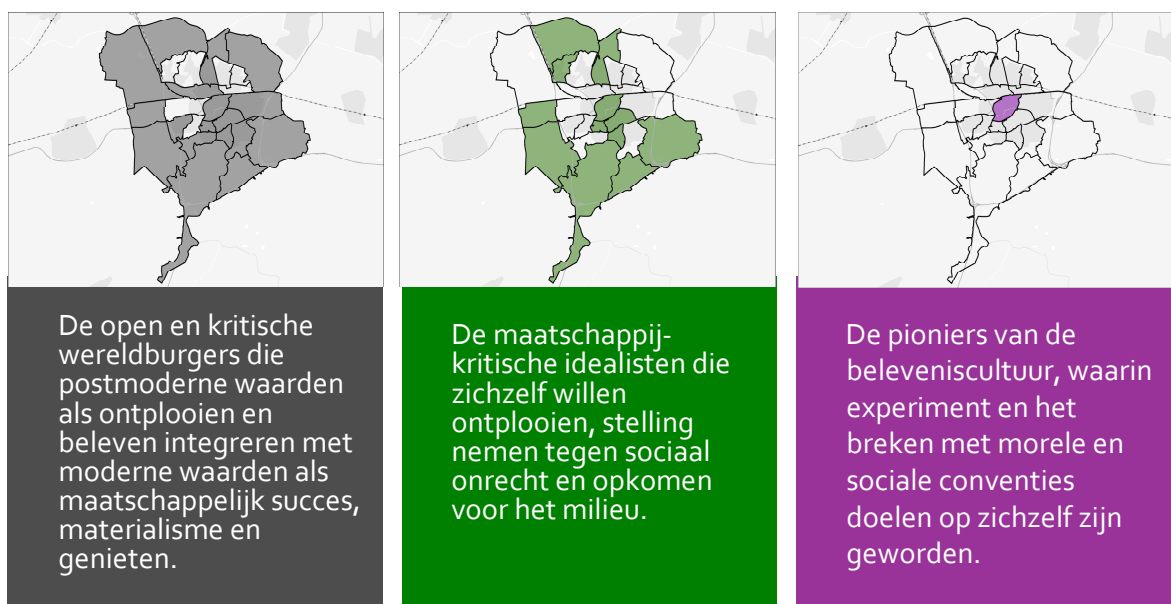 De open en kritische
wereldburgers die
postmoderne waarden
als ontplooien en
beleven integreren met
moderne waarden als
maatschappelijk succes,
materialisme en
genieten.
De maatschappij-
kritische idealisten die
zichzelf willen
ontplooien, stelling
nemen tegen sociaal
onrecht en opkomen
voor het milieu.
De pioniers van de
beleveniscultuur, waarin
experiment en het
breken met morele en
sociale conventies
doelen op zichzelf zijn
geworden.